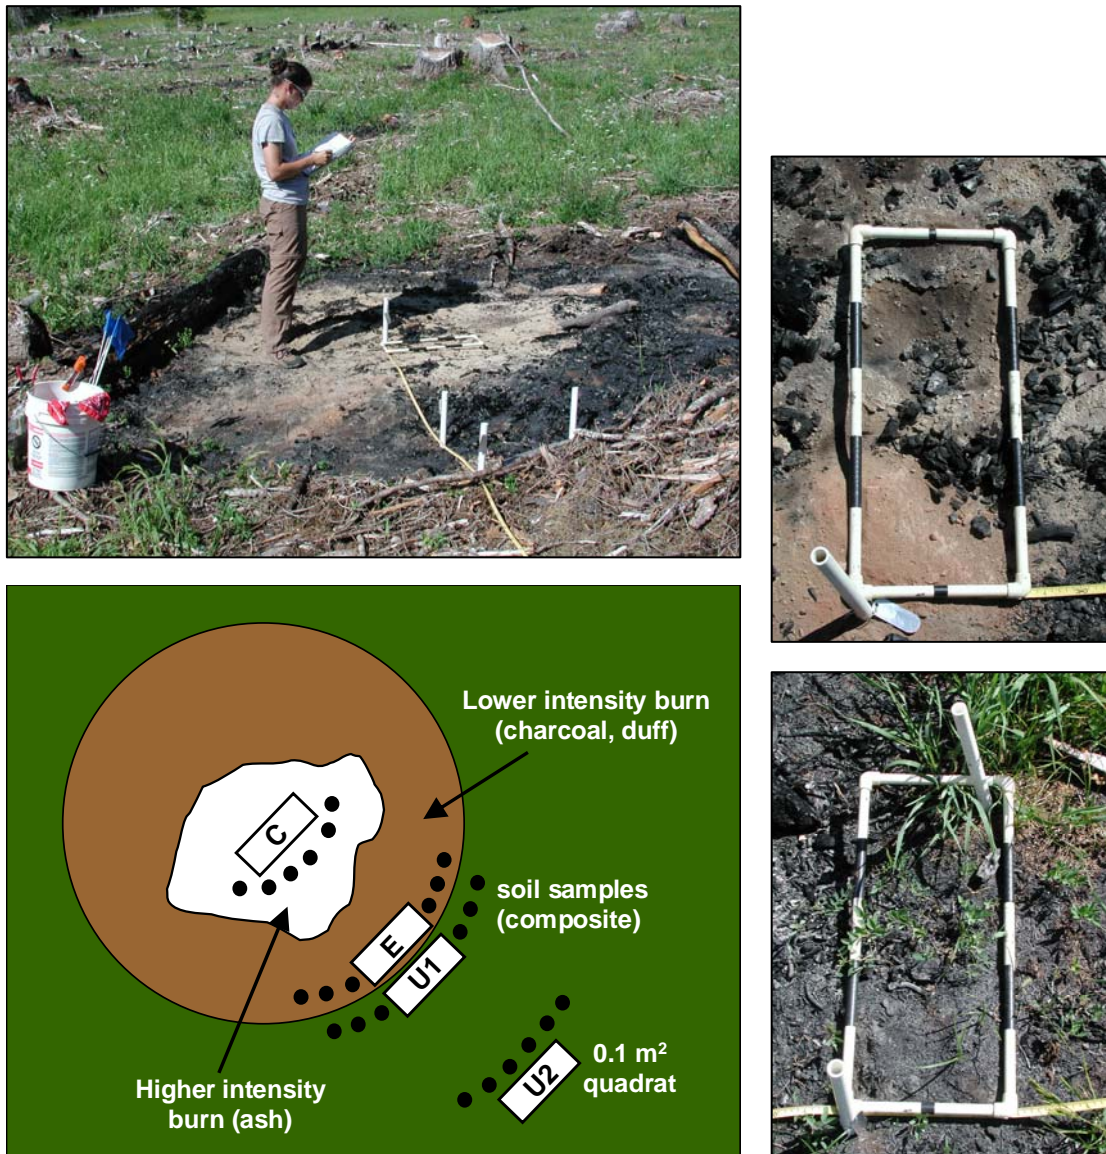 Lower intensity burn
(charcoal, duff)
C
soil samples
(composite)
E
U1
0.1 m²
quadrat
U2
Higher intensity
burn (ash)